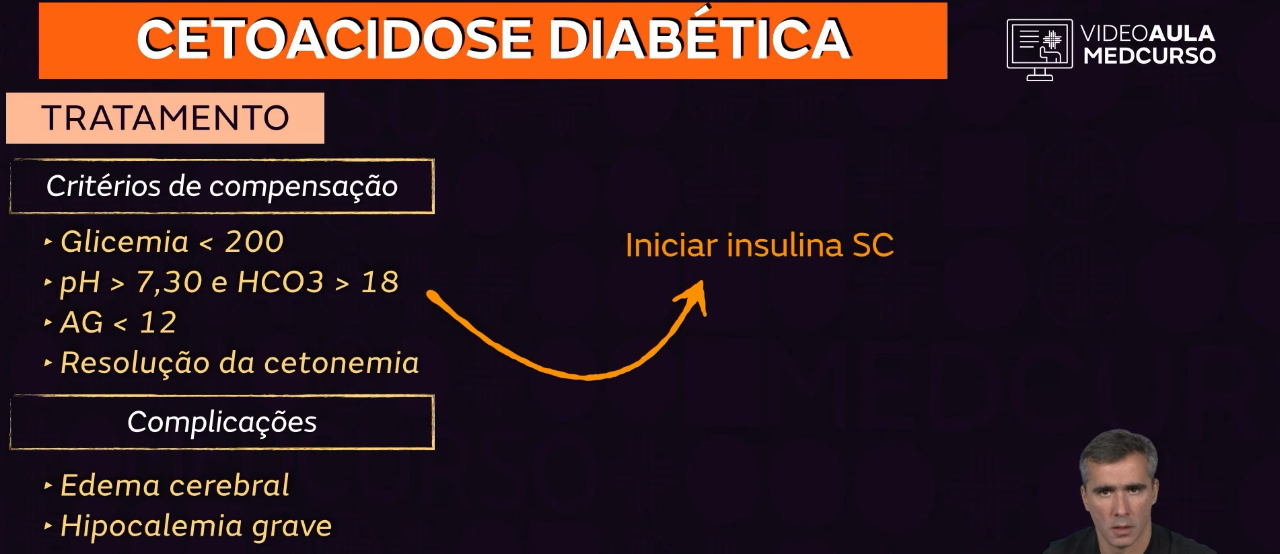 CETOACIDOSE DIABÉTICA
VIDEOAULA
MEDCURSO
TRATAMENTO
Critérios de compensação
‣ Glicemia < 200
‣ pH > 7,30 e HCO3 > 18
‣ AG < 12
‣ Resolução da cetonemia
Iniciar insulina SC
Complicações
‣ Edema cerebral
‣ Hipocalemia grave